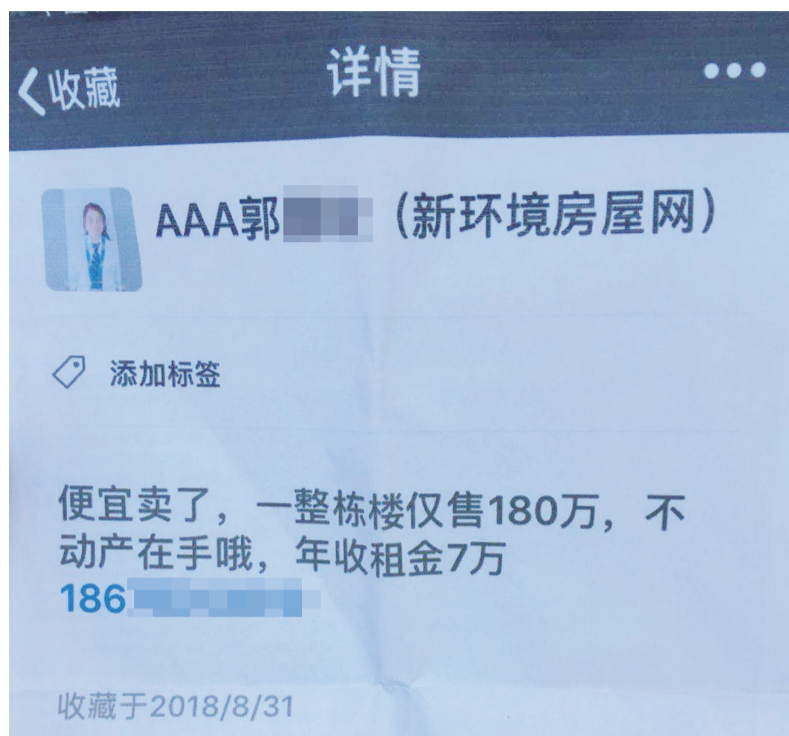 收藏
详情
AAA郭 （新环境房屋网）
添加标签
便宜卖了，一整栋楼仅售180万，不
动产在手哦，年收租金7万
186
收藏于2018/8/31